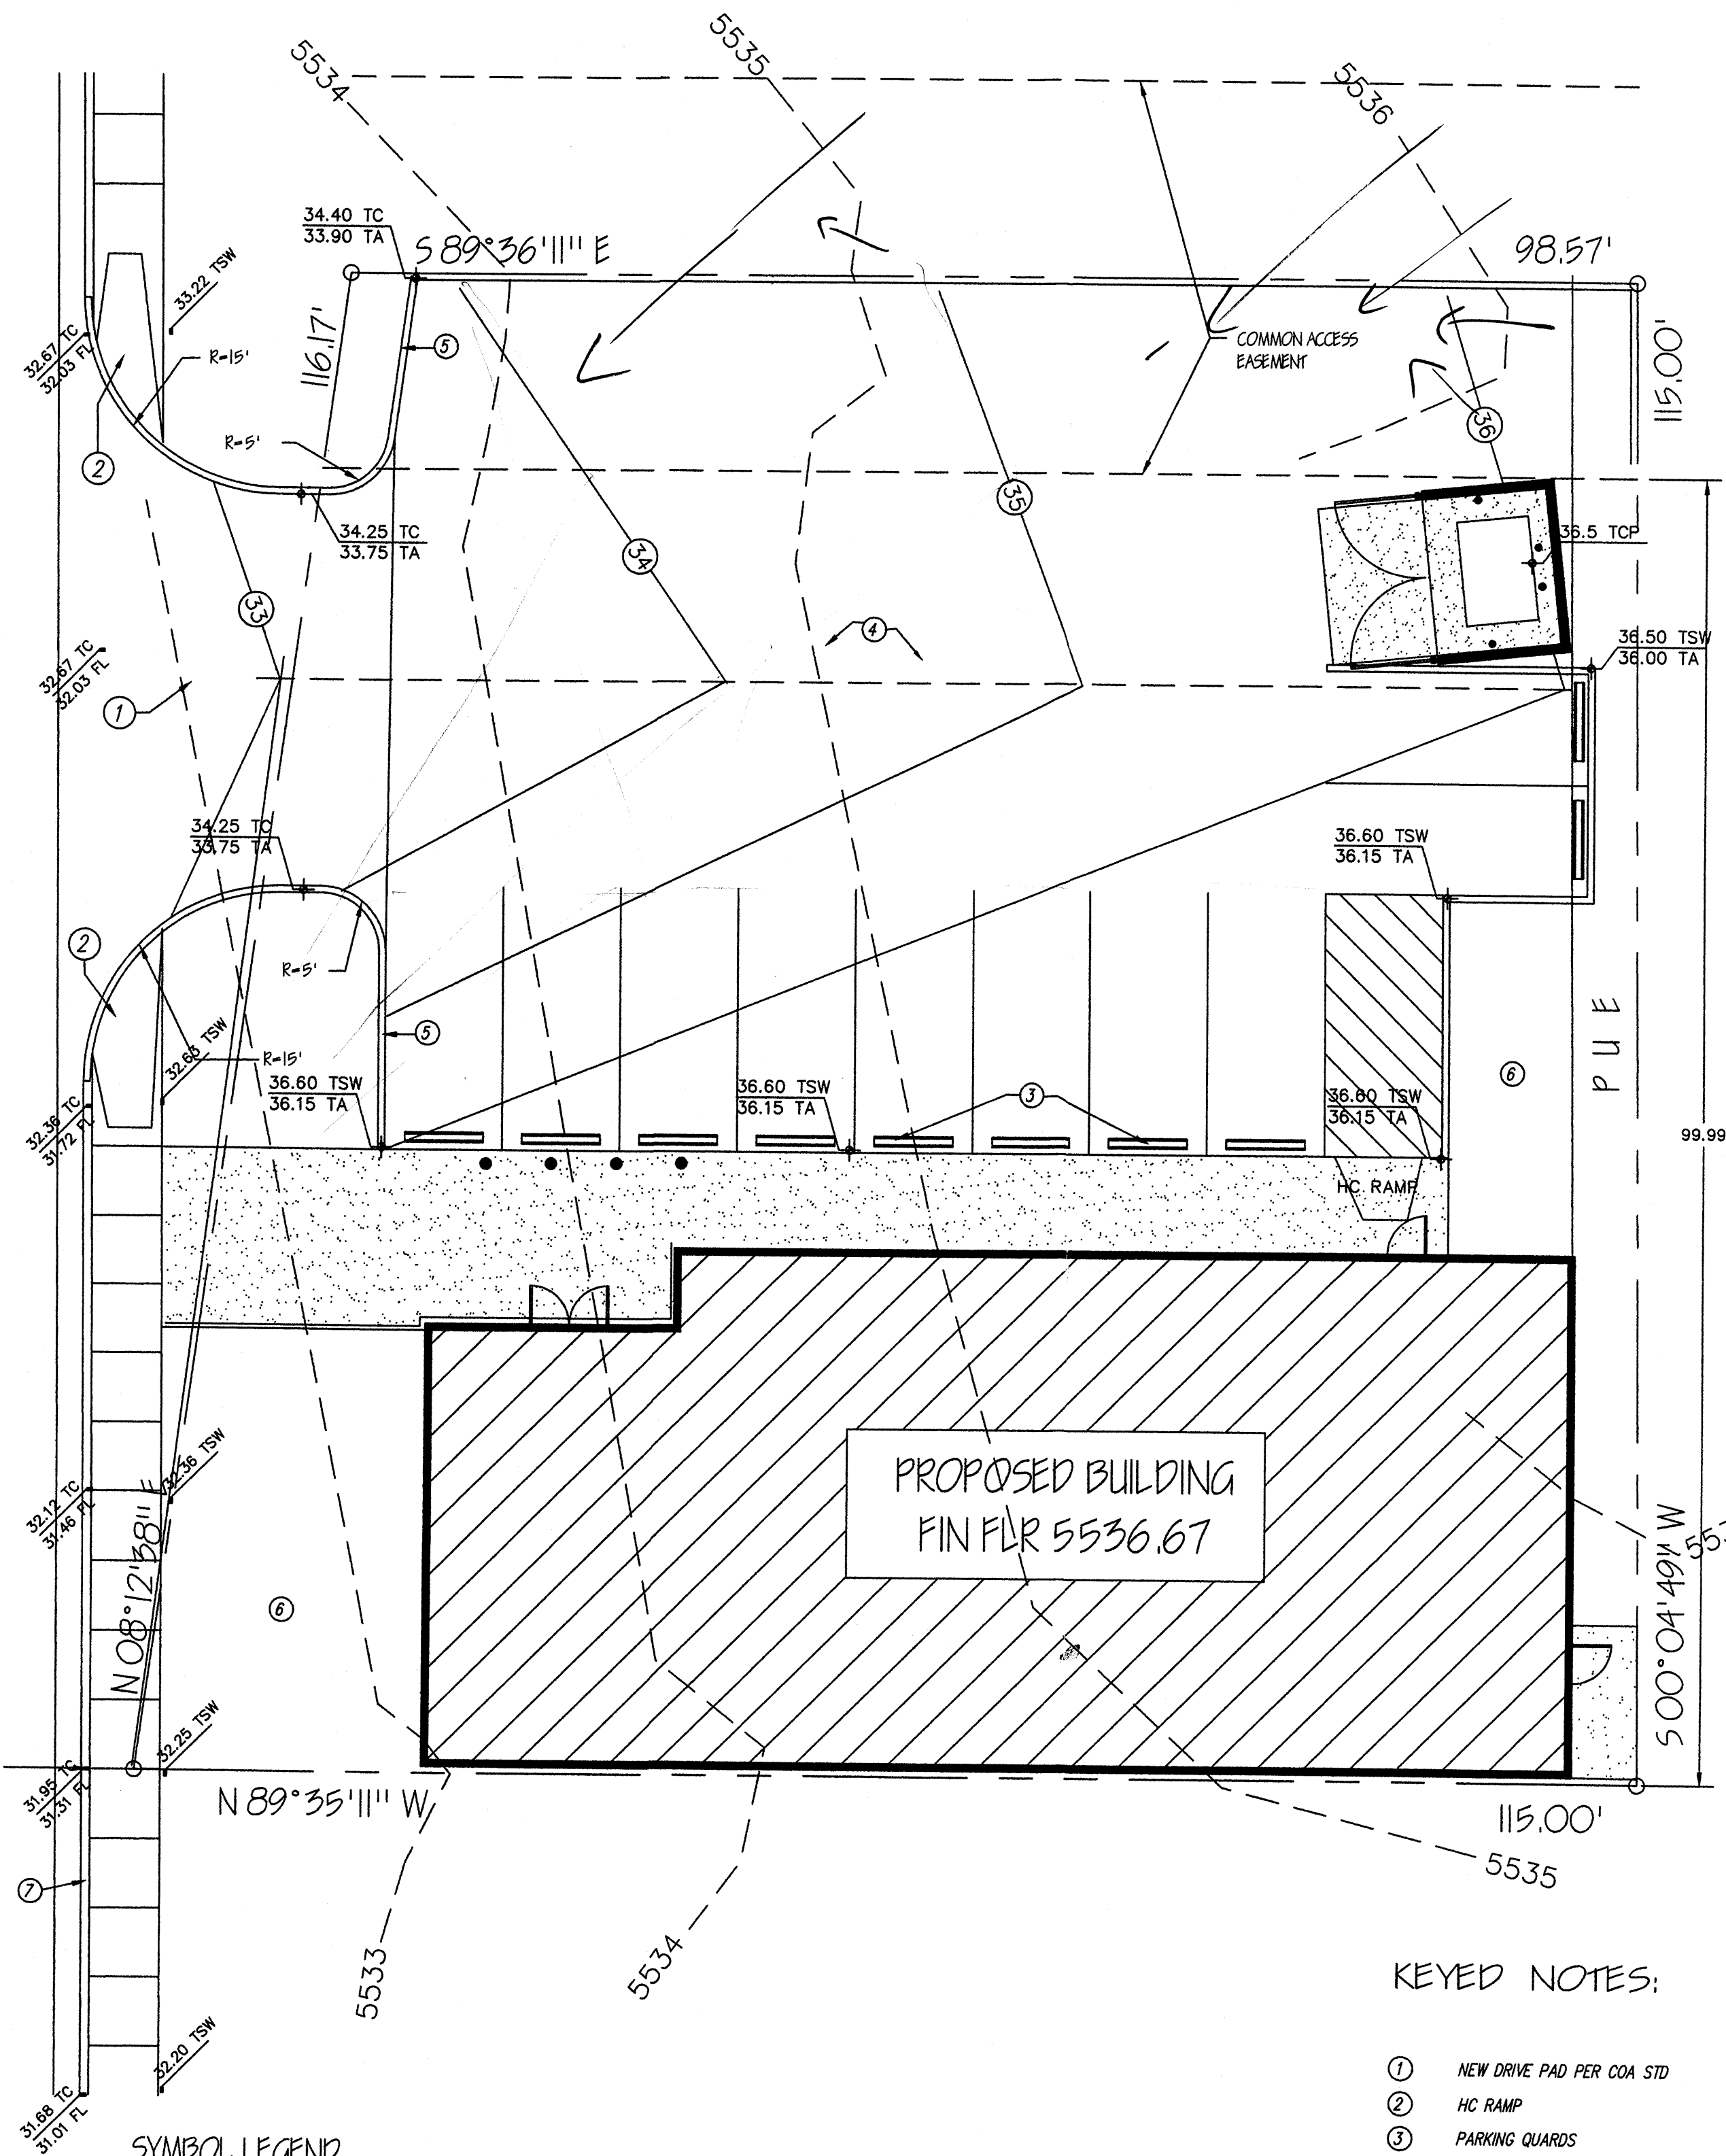 5534
5535
5536
34.40 TC
33.90 TA
S 89°36'11" E
98.57'
33.22 TSW
32.67 TC
32.03 FL
R=15'
116.17'
5
COMMON ACCESS
EASEMENT
115.00'
2
R=5'
36
34.25 TC
33.75 TA
35
34
33
36.5 TCP
4
36.50 TSW
36.00 TA
32.67 TC
32.03 FL
1
34.25 TC
33.75 TA
36.60 TSW
36.15 TA
2
R=5'
5
PUE
32.63 TSW
R=15'
36.60 TSW
36.15 TA
36.60 TSW
36.15 TA
3
6
36.60 TSW
36.15 TA
32.36 TC
31.72 FL
99.99
HC RAMP
PROPOSED BUILDING
FIN FLR 5536.67
32.36 TSW
32.12 TC
31.46 FL
N 08°12'38" E
6
S 00°04'49" W
32.25 TSW
31.95 TC
31.31 FL
N 89°35'11" W
115.00'
7
5535
5533
5534
KEYED NOTES:
32.20 TSW
31.68 TC
31.01 FL
1 NEW DRIVE PAD PER COA STD
2 HC RAMP
3 PARKING QUARDS
SYMBOL LEGEND